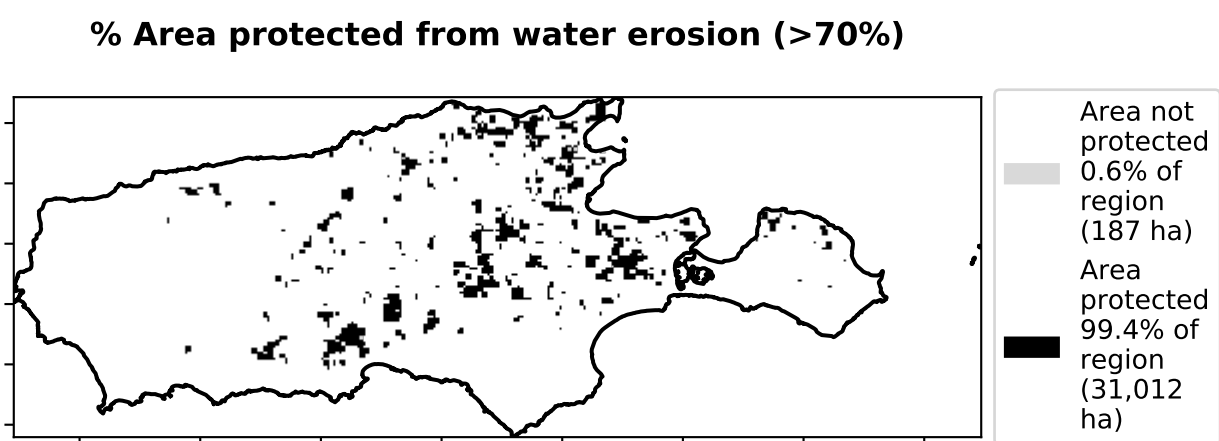 % Area protected from water erosion (>70%)
Area not
protected
0.6% of
region
(187 ha)
Area
protected
99.4% of
region
(31,012
ha)